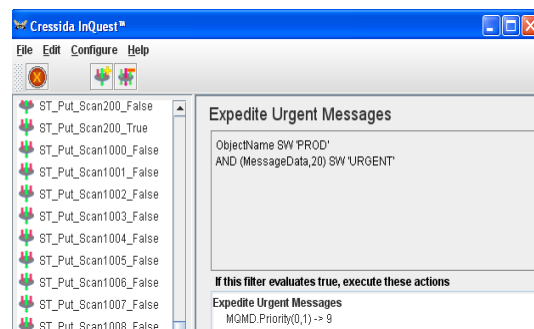 Cressida InQuest™
File Edit Configure Help
ST_Put_Scan200_False
ST_Put_Scan200_True
ST_Put_Scan1000_False
ST_Put_Scan1001_False
ST_Put_Scan1002_False
ST_Put_Scan1003_False
ST_Put_Scan1004_False
ST_Put_Scan1005_False
ST_Put_Scan1006_False
ST_Put_Scan1007_False
ST_Put_Scan1008_False
Expedite Urgent Messages
ObjectName SW 'PROD'
AND (MessageData,20) SW 'URGENT'
If this filter evaluates true, execute these actions
Expedite Urgent Messages
MQMD.Priority(0,1) -> 9